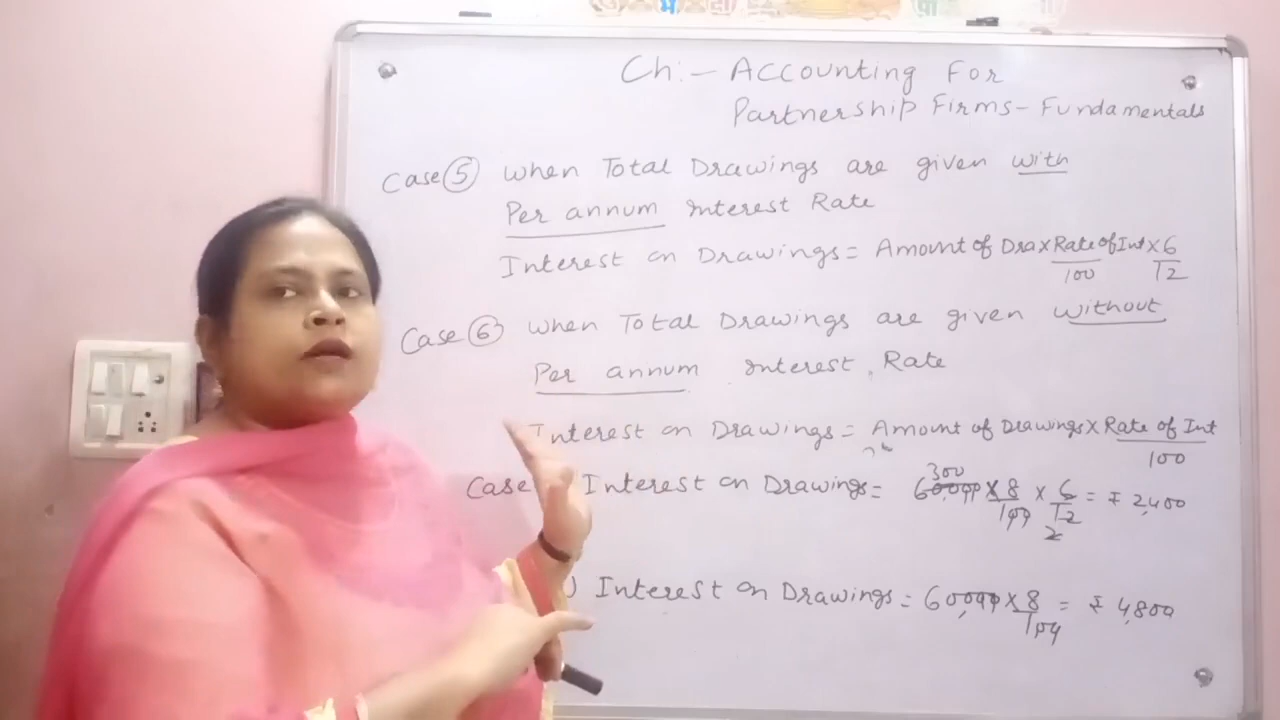 Ch:- Accounting For
Partnership Firms - Fundamentals
Case 5 when Total Drawings are given with
Per annum Interest Rate
Interest on Drawings = Amount of Dra × Rate of Int/100 × 6/12
Case 6 when Total Drawings are given without
Per annum Interest Rate
Interest on Drawings = Amount of Drawings × Rate of Int/100
Case Interest on Drawings = 60,000 × 8/100 × 6/12 = ₹ 2,400
300
2
) Interest on Drawings = 60,000 × 8/100 = ₹ 4,800